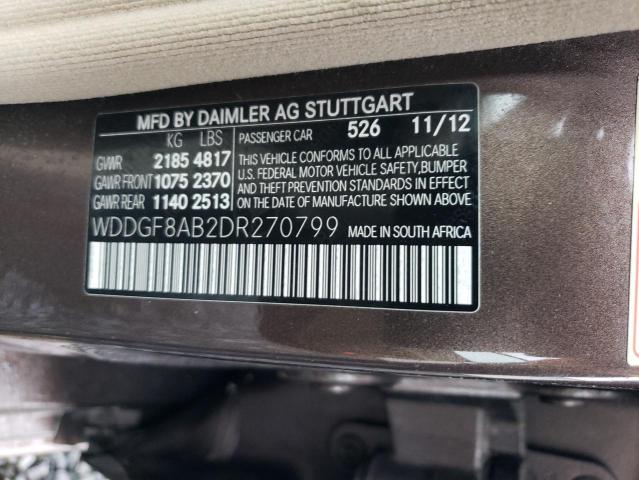 MFD BY DAIMLER AG STUTTGART
KG LBS PASSENGER CAR 526 11/12
GVWR 2185 4817
GAWR FRONT 1075 2370
GAWR REAR 1140 2513
THIS VEHICLE CONFORMS TO ALL APPLICABLE
U.S. FEDERAL MOTOR VEHICLE SAFETY, BUMPER
AND THEFT PREVENTION STANDARDS IN EFFECT
ON THE DATE OF MANUFACTURE SHOWN ABOVE
WDDGF8AB2DR270799 MADE IN SOUTH AFRICA